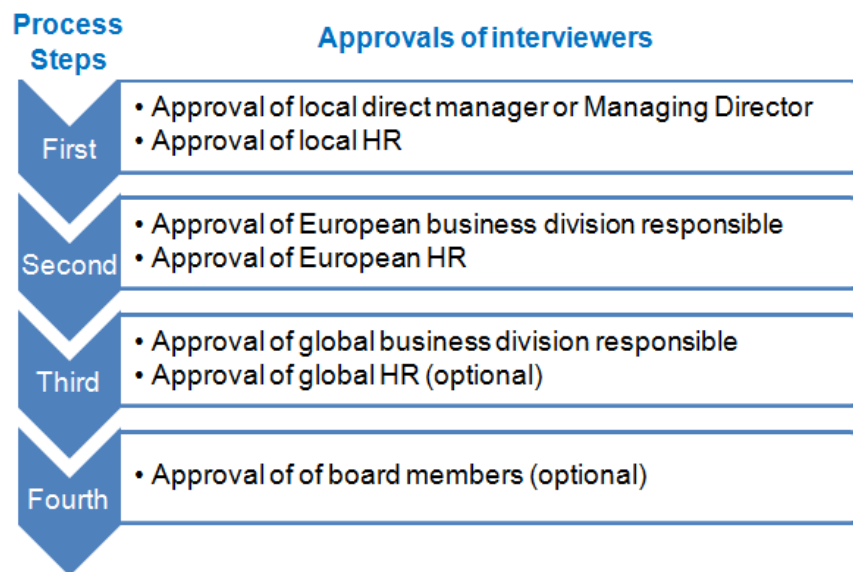 Process
Steps
Approvals of interviewers
First
• Approval of local direct manager or Managing Director
• Approval of local HR
Second
• Approval of European business division responsible
• Approval of European HR
Third
• Approval of global business division responsible
• Approval of global HR (optional)
Fourth
• Approval of of board members (optional)